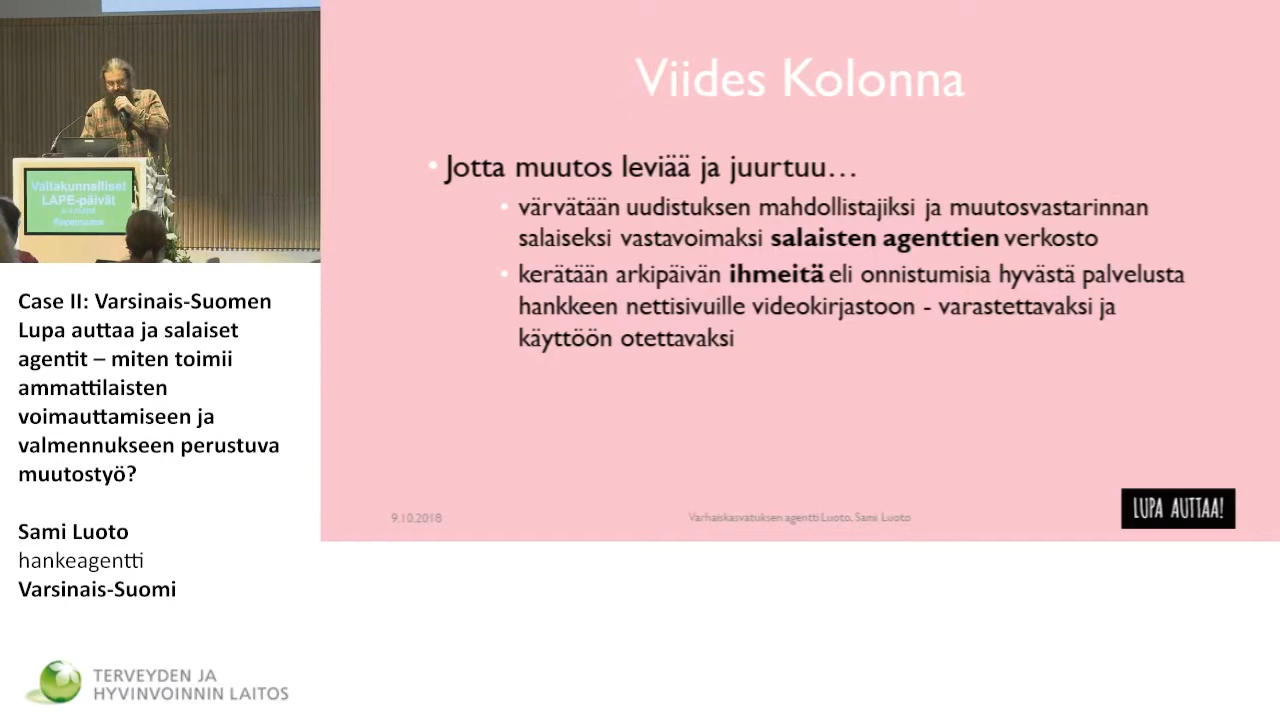 Viides Kolonna
Jotta muutos leviää ja juurtuu…
värvätään uudistuksen mahdollistajiksi ja muutosvastarinnan
salaiseksi vastavoimaksi salaisten agenttien verkosto
kerätään arkipäivän ihmeitä eli onnistumisia hyvästä palvelusta
hankkeen nettisivuille videokirjastoon - varastettavaksi ja
käyttöön otettavaksi
9.10.2018
Varhaiskasvatuksen agentti Luoto, Sami Luoto
LUPA AUTTAA!
Valtakunnalliset
LAPE-päivät
Case II: Varsinais-Suomen
Lupa auttaa ja salaiset
agentit – miten toimii
ammattilaisten
voimauttamiseen ja
valmennukseen perustuva
muutostyö?
Sami Luoto
hankeagentti
Varsinais-Suomi
TERVEYDEN JA
HYVINVOINNIN LAITOS